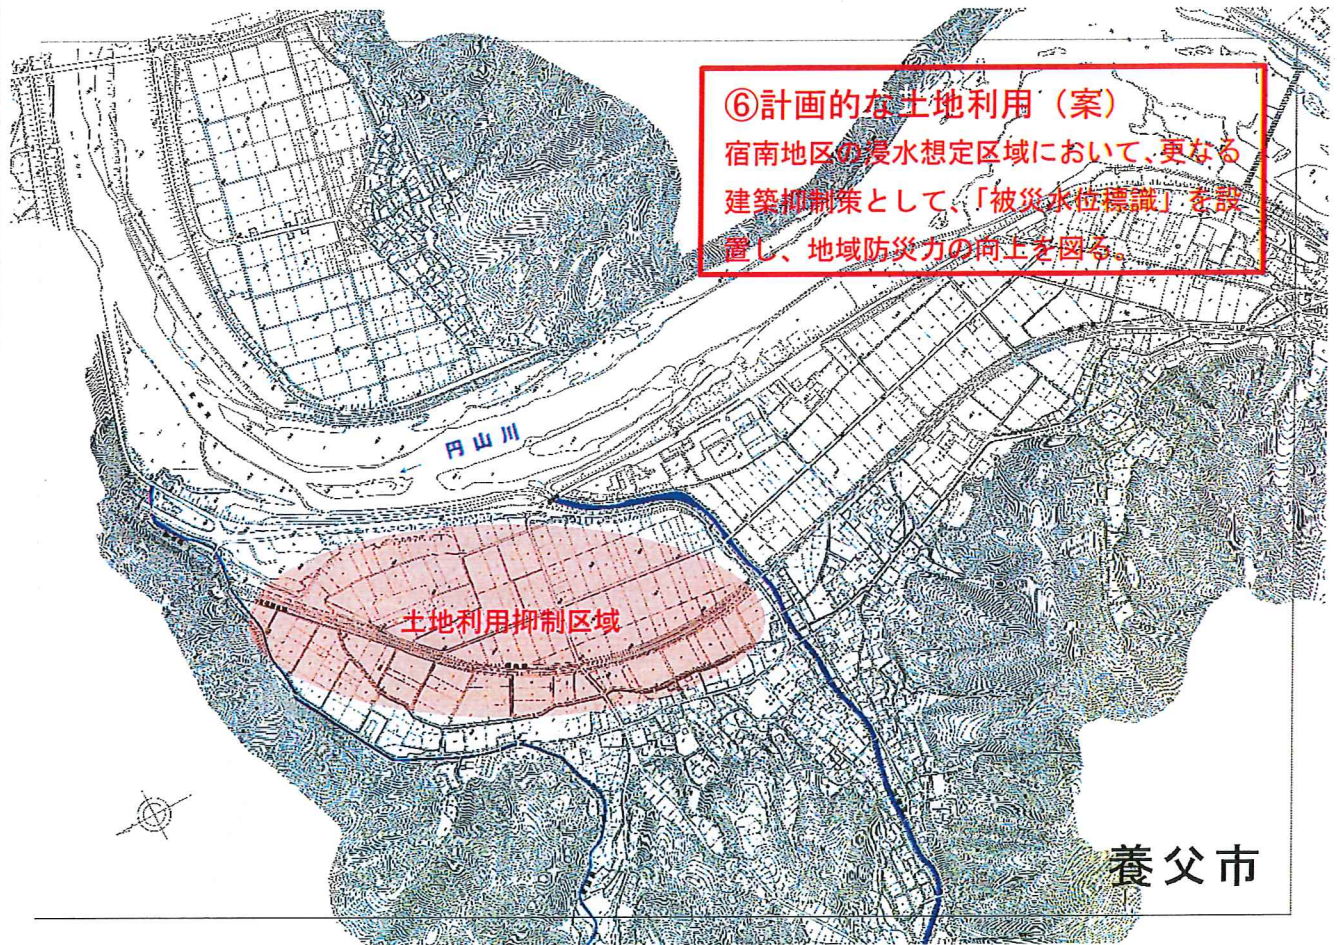 ⑥計画的な土地利用（案）
宿南地区の浸水想定区域において、更なる
建築抑制策として、「被災水位標識」を設
置し、地域防災力の向上を図る。
円山川
土地利用抑制区域
養父市